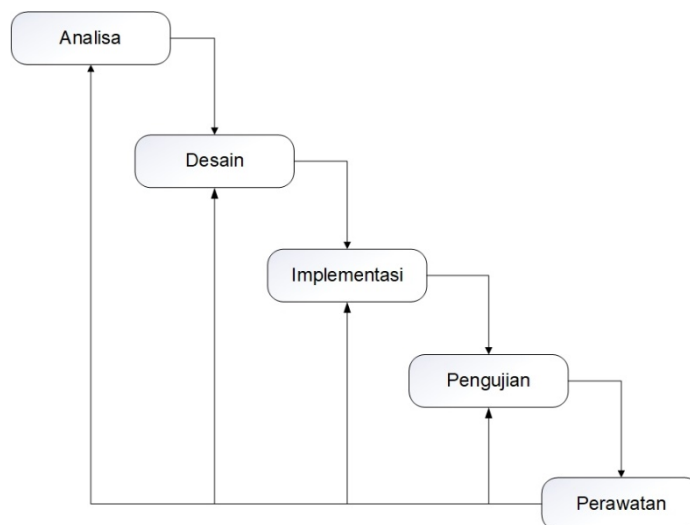 Analisa
Desain
Implementasi
Pengujian
Perawatan